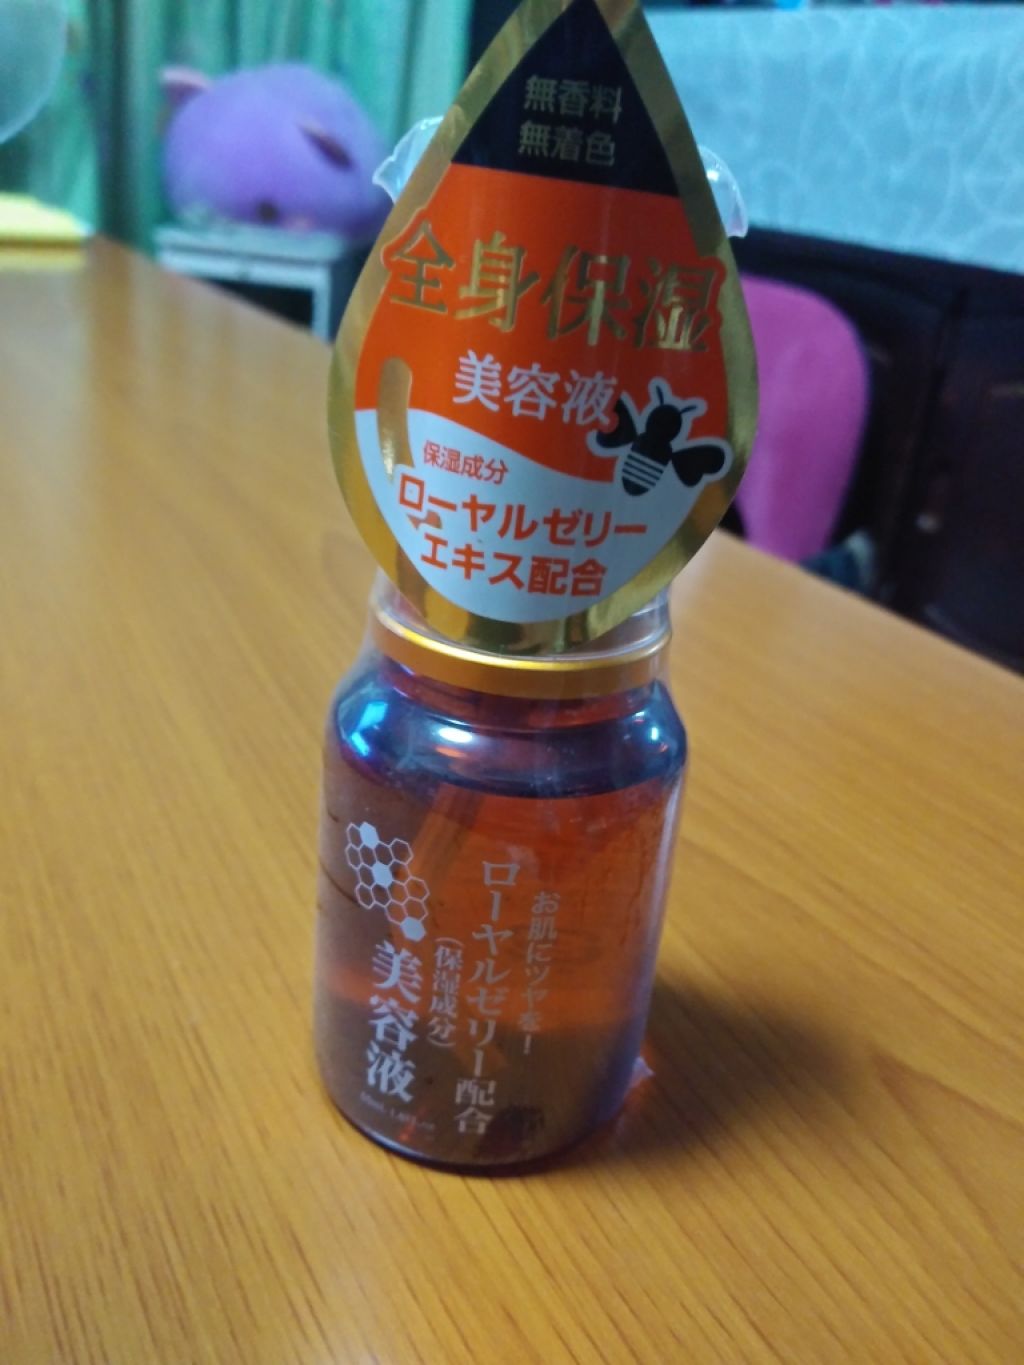 無香料
無着色
全身保湿
美容液
保湿成分
ローヤルゼリー
エキス配合
お肌にツヤを！
ローヤルゼリー配合
(保湿成分)
美容液